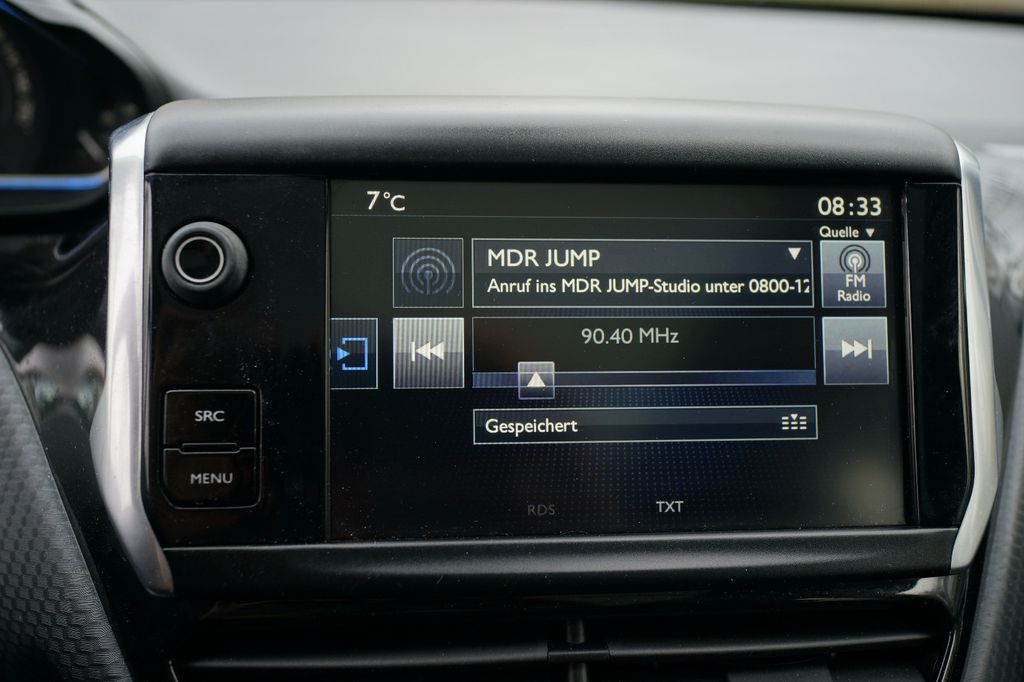 7°C
08:33
Quelle
MDR JUMP
Anruf ins MDR JUMP-Studio unter 0800-12
FM
Radio
90.40 MHz
SRC
Gespeichert
MENU
RDS
TXT